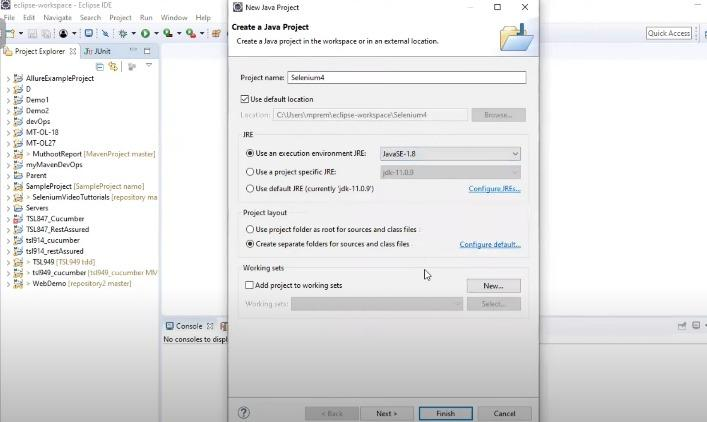 eclipse-workspace - Eclipse IDE
File Edit Navigate Search Project Run Window Help
Quick Access
Project Explorer
JUnit
AllureExampleProject
D
Demo1
Demo2
devOps
MT-OL-18
MT-OL27
> MuthootReport [MavenProject master]
myMavenDevOps
Parent
SampleProject [SampleProject namo]
> SeleniumVideoTutorials [repository ma
Servers
TSL847_Cucumber
TSL847_RestAssured
tsl914_cucumber
tsl914_restAssured
> TSL949 [TSL949 tdd]
> tsl949_cucumber [tsl949_cucumber MM
> WebDemo [repository2 master]
Console
No consoles to displ
New Java Project
Create a Java Project
Create a Java project in the workspace or in an external location.
Project name: Selenium4
Use default location
Location: C:\Users\mprem\eclipse-workspace\Selenium4 Browse...
JRE
Use an execution environment JRE: JavaSE-1.8
Use a project specific JRE: jdk-11.0.9
Use default JRE (currently 'jdk-11.0.9') Configure JREs...
Project layout
Use project folder as root for sources and class files
Create separate folders for sources and class files Configure default...
Working sets
Add project to working sets New...
Working sets: Select...
? < Back Next > Finish Cancel